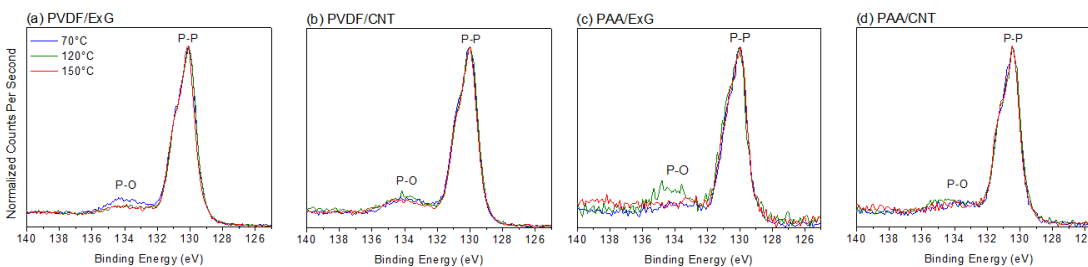 (a) PVDF/ExG
(b) PVDF/CNT
(c) PAA/ExG
(d) PAA/CNT
P-P
P-P
P-P
P-P
70°C
120°C
150°C
Normalized Counts Per Second
P-O
P-O
P-O
P-O
140 138 136 134 132 130 128 126
140 138 136 134 132 130 128 126
140 138 136 134 132 130 128 126
140 138 136 134 132 130 128 126
Binding Energy (eV)
Binding Energy (eV)
Binding Energy (eV)
Binding Energy (eV)